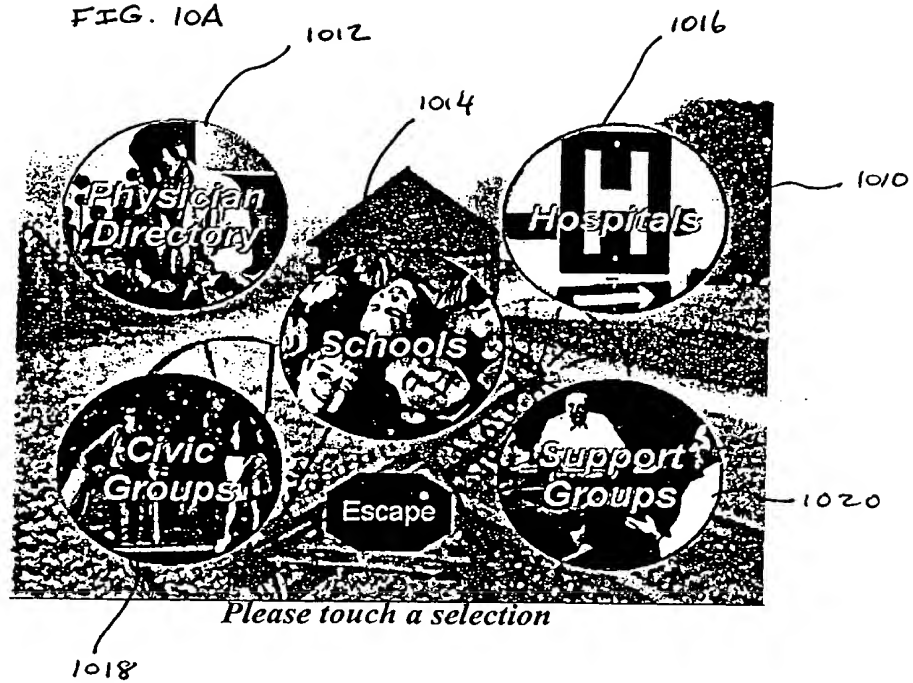 FIG. 10A
1012
1016
1014
1010
Physician
Directory
Hospitals
H
Schools
Civic
Groups
Support
Groups
1020
Escape
Please touch a selection
1018